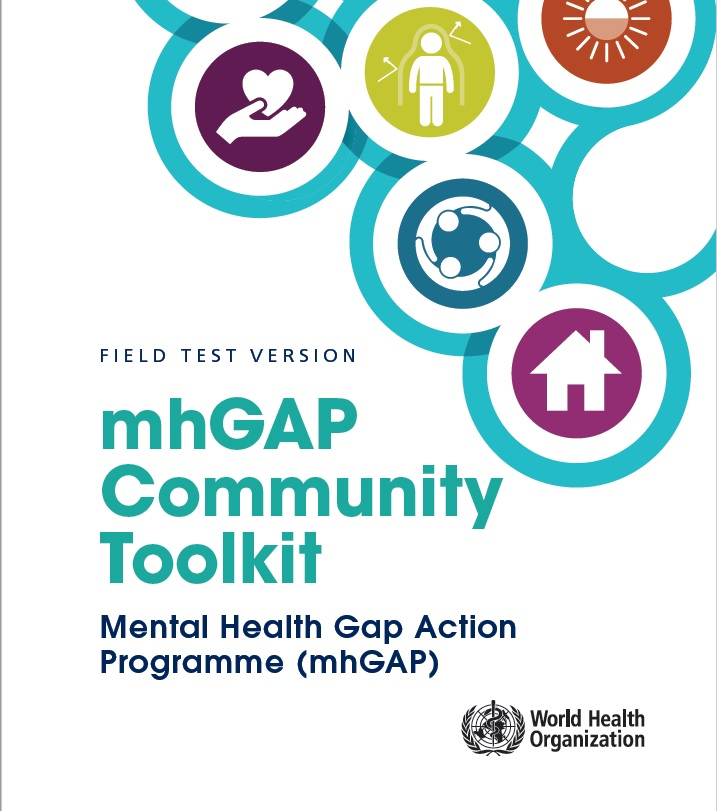 FIELD TEST VERSION
mhGAP
Community
Toolkit
Mental Health Gap Action
Programme (mhGAP)
World Health
Organization